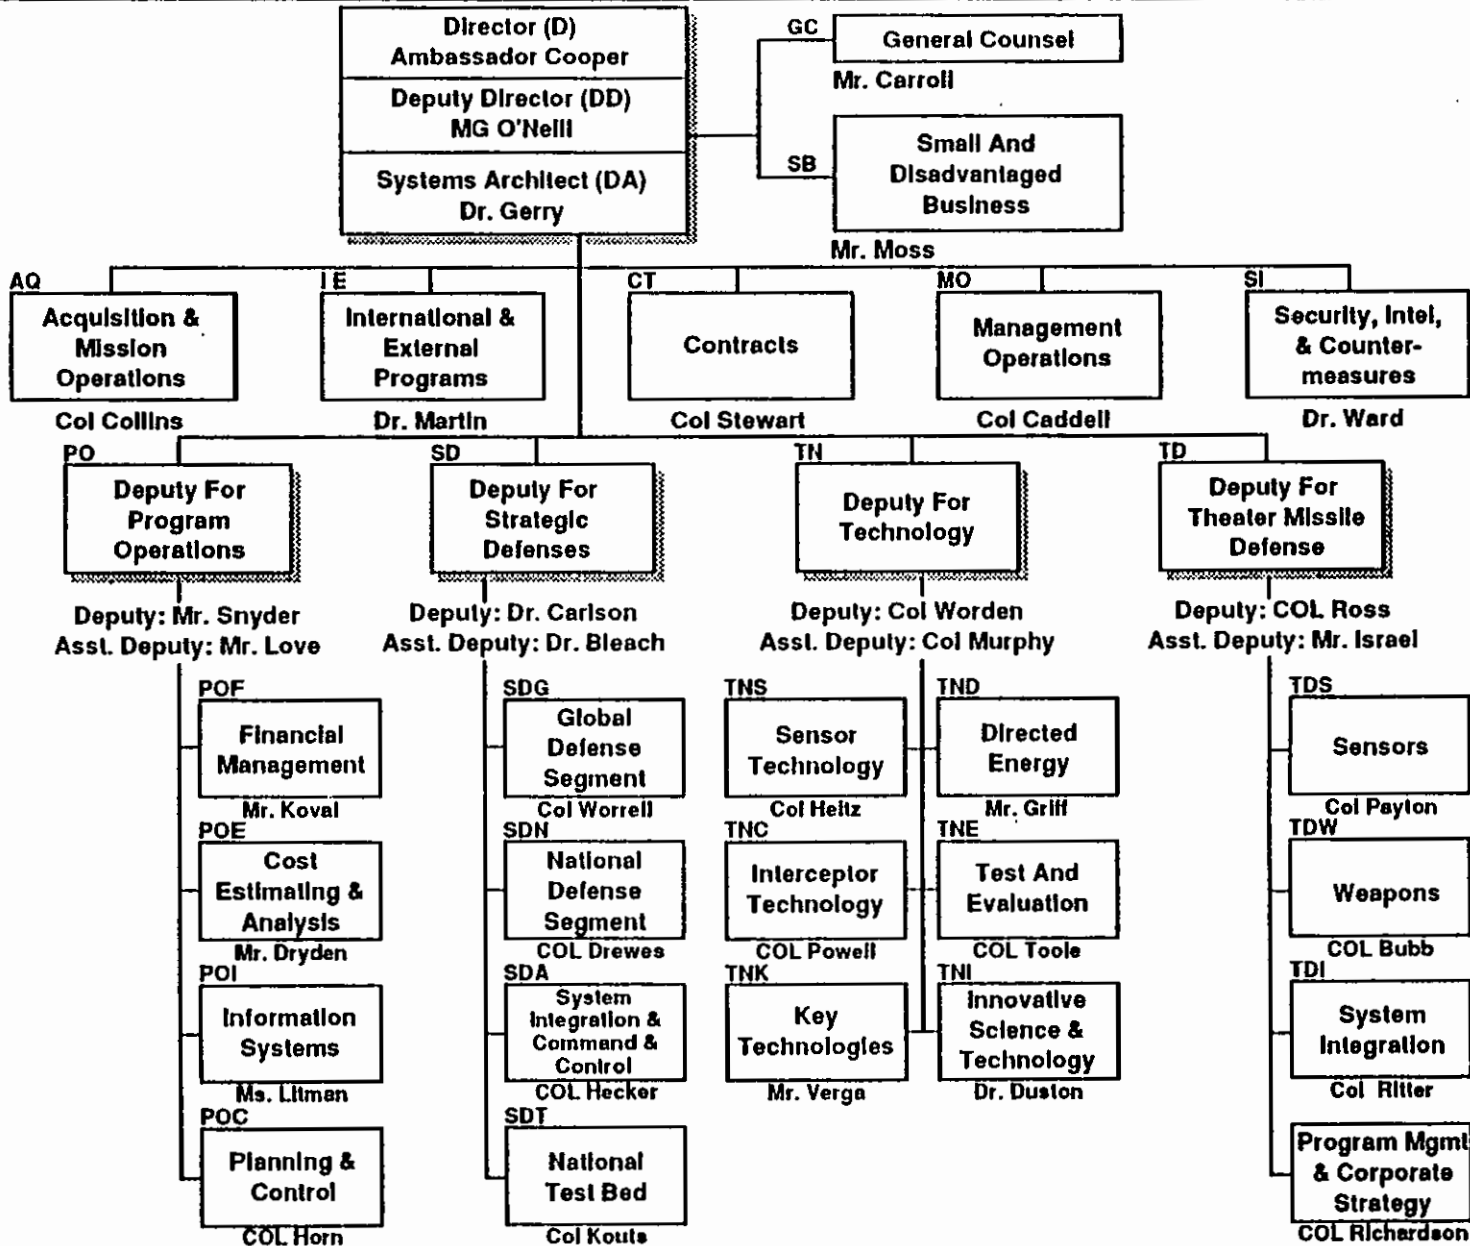 Director (D)
Ambassador Cooper
Deputy Director (DD)
MG O'Neill
Systems Architect (DA)
Dr. Gerry
GC
General Counsel
Mr. Carroll
SB
Small And
Disadvantaged
Business
Mr. Moss
AQ
Acquisition &
Mission
Operations
Col Collins
IE
International &
External
Programs
Dr. Martin
CT
Contracts
Col Stewart
MO
Management
Operations
Col Caddell
SI
Security, Intel,
& Counter-
measures
Dr. Ward
PO
Deputy For
Program
Operations
Deputy: Mr. Snyder
Asst. Deputy: Mr. Love
SD
Deputy For
Strategic
Defenses
Deputy: Dr. Carlson
Asst. Deputy: Dr. Bleach
TN
Deputy For
Technology
Deputy: Col Worden
Asst. Deputy: Col Murphy
TD
Deputy For
Theater Missile
Defense
Deputy: COL Ross
Asst. Deputy: Mr. Israel
POF
Financial
Management
Mr. Koval
POE
Cost
Estimating &
Analysis
Mr. Dryden
POI
Information
Systems
Ms. Litman
POC
Planning &
Control
COL Horn
SDG
Global
Defense
Segment
Col Worrell
SDN
National
Defense
Segment
COL Drewes
SDA
System
Integration &
Command &
Control
COL Hecker
SDT
National
Test Bed
Col Kouts
TNS
Sensor
Technology
Col Heitz
TNC
Interceptor
Technology
COL Powell
TNK
Key
Technologies
Mr. Verga
TND
Directed
Energy
Mr. Griff
TNE
Test And
Evaluation
COL Toole
TNI
Innovative
Science &
Technology
Dr. Duston
TDS
Sensors
Col Payton
TDW
Weapons
COL Bubb
TDI
System
Integration
Col Ritter
Program Mgmt
& Corporate
Strategy
COL Richardson